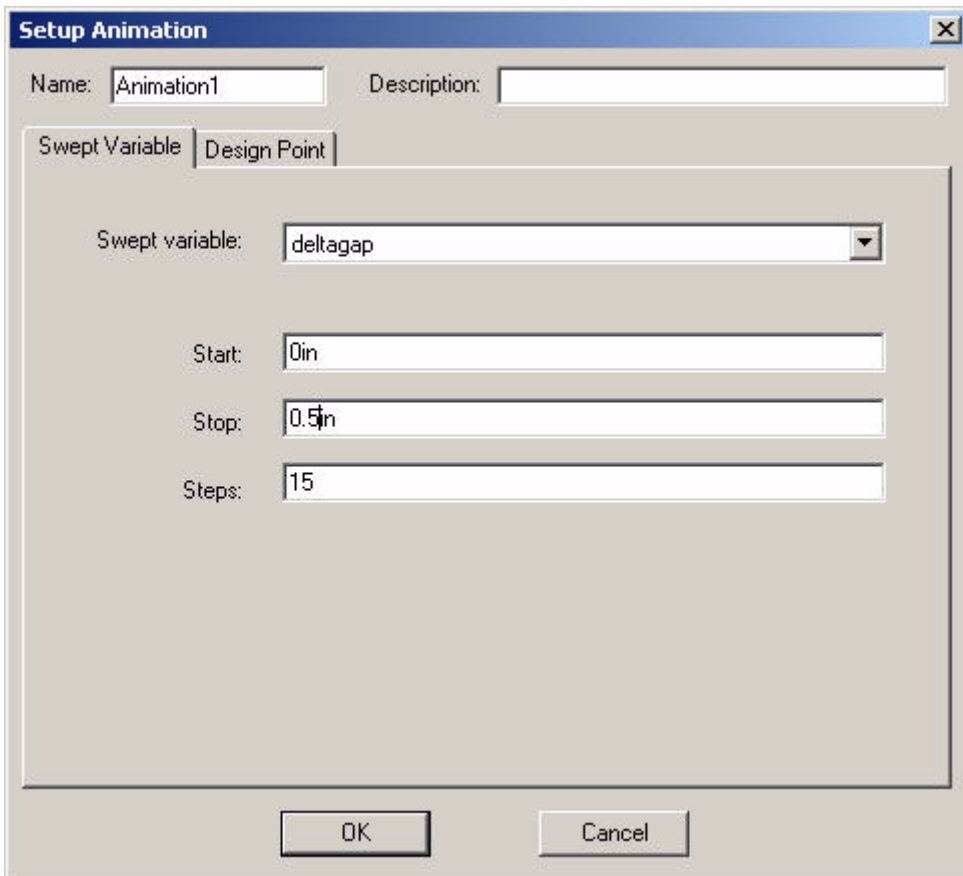 Setup Animation
Name: Animation1 Description:
Swept Variable Design Point
Swept variable: deltagap
Start: 0in
Stop: 0.5in
Steps: 15
OK Cancel